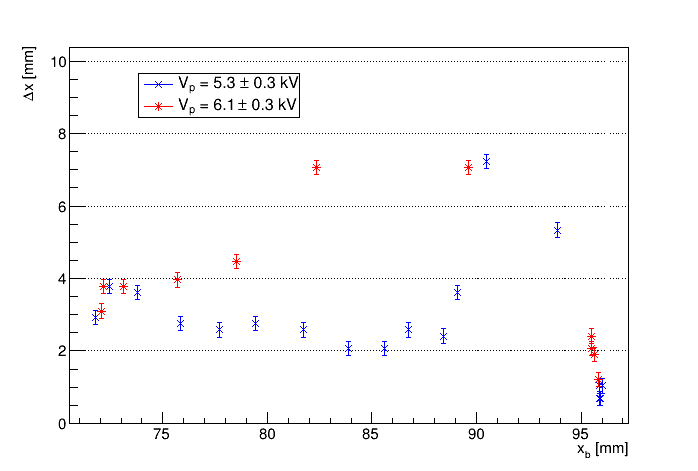 Δx [mm]
10
V_p = 5.3 ± 0.3 kV
V_p = 6.1 ± 0.3 kV
8
6
4
2
0
75 80 85 90 95
x_b [mm]